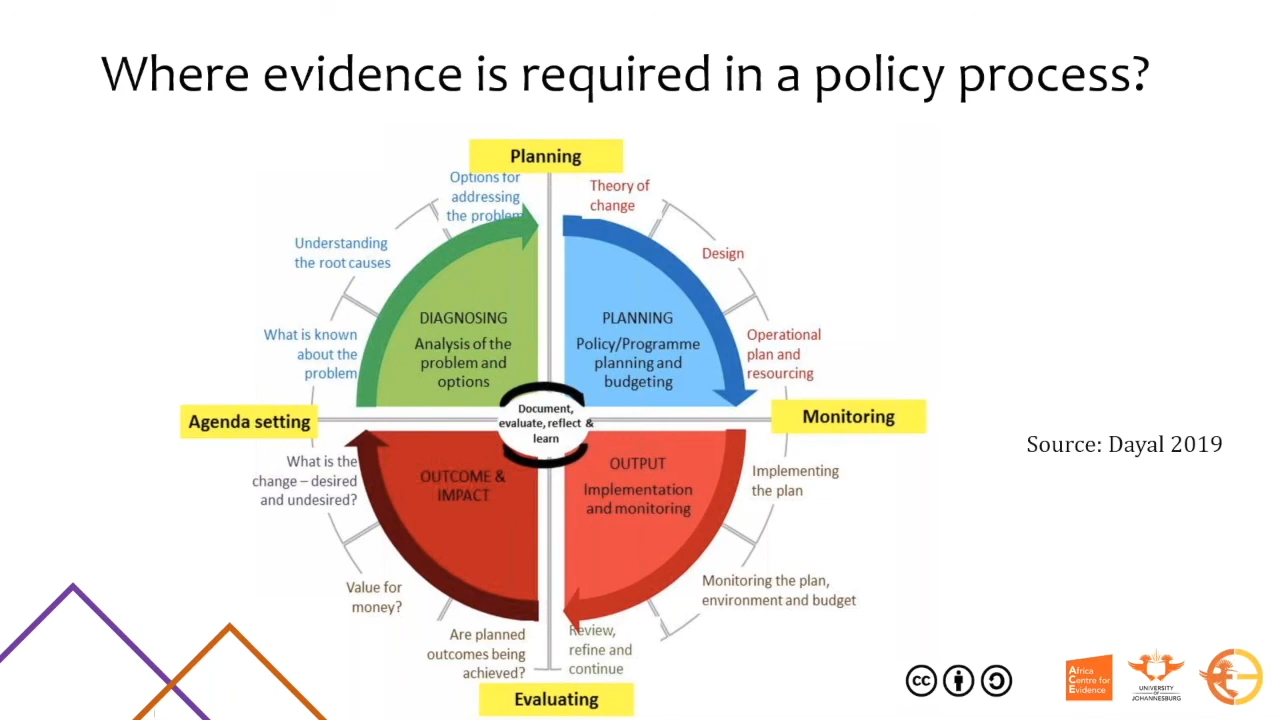 Where evidence is required in a policy process?
Planning
Options for
addressing
the problem
Theory of
change
Understanding
the root causes
Design
What is known
about the
problem
DIAGNOSING
Analysis of the
problem and
options
PLANNING
Policy/Programme
planning and
budgeting
Operational
plan and
resourcing
Agenda setting
Document,
evaluate, reflect &
learn
Monitoring
Source: Dayal 2019
What is the
change – desired
and undesired?
OUTCOME &
IMPACT
OUTPUT
Implementation
and monitoring
Implementing
the plan
Value for
money?
Monitoring the plan,
environment and budget
Are planned
outcomes being
achieved?
Review,
refine and
continue
Evaluating
cc
Africa
Centre for
Evidence
UNIVERSITY
OF
JOHANNESBURG